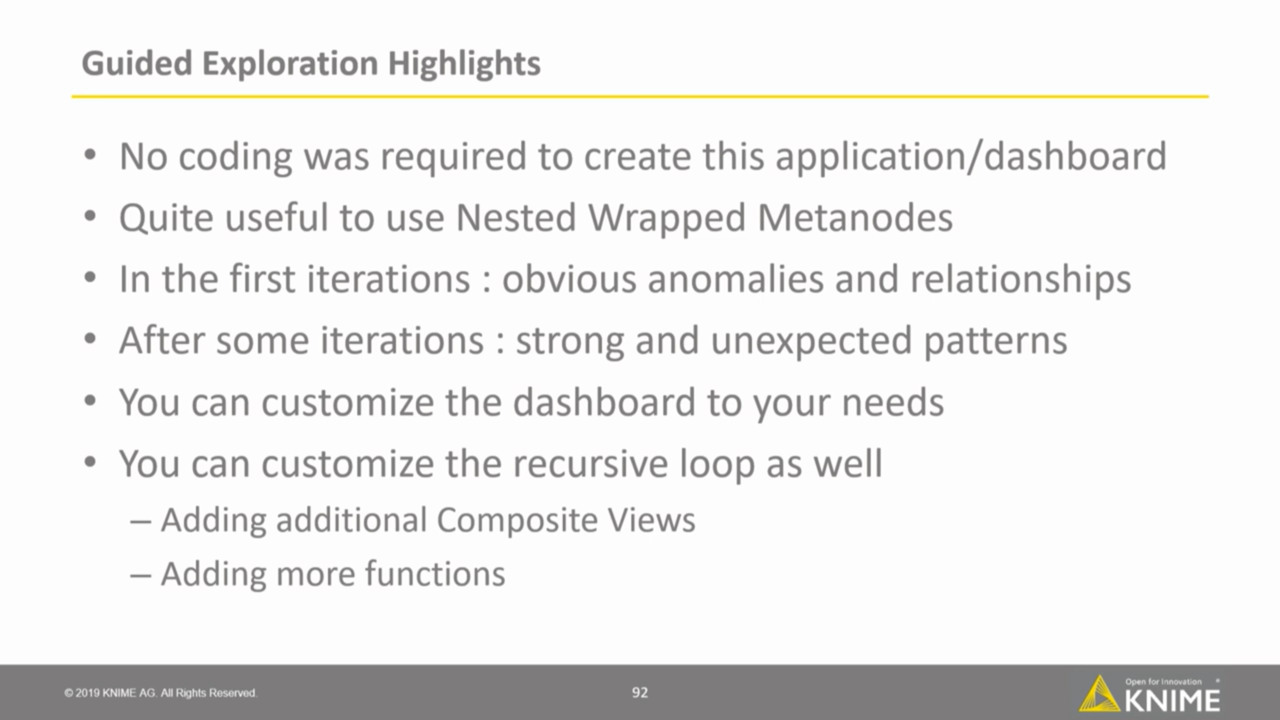 Guided Exploration Highlights
• No coding was required to create this application/dashboard
• Quite useful to use Nested Wrapped Metanodes
• In the first iterations : obvious anomalies and relationships
• After some iterations : strong and unexpected patterns
• You can customize the dashboard to your needs
• You can customize the recursive loop as well
– Adding additional Composite Views
– Adding more functions
© 2019 KNIME AG. All Rights Reserved.
92
Open for Innovation ®
KNIME